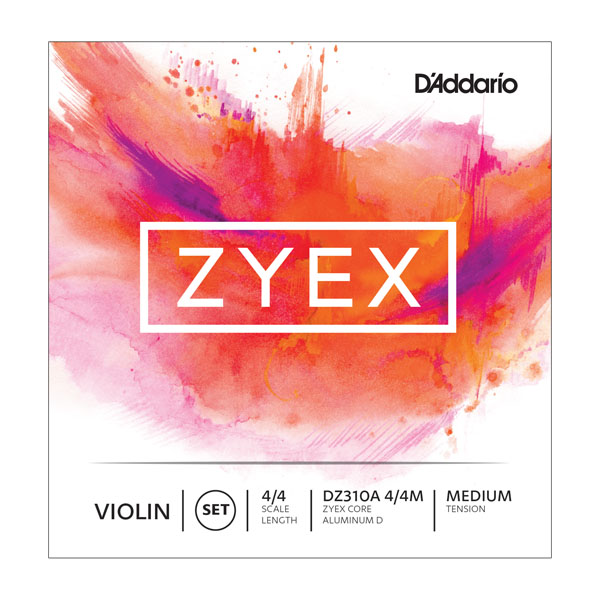 D'Addario
ZYEX
VIOLIN
SET
4/4
SCALE
LENGTH
DZ310A 4/4M
ZYEX CORE
ALUMINUM D
MEDIUM
TENSION